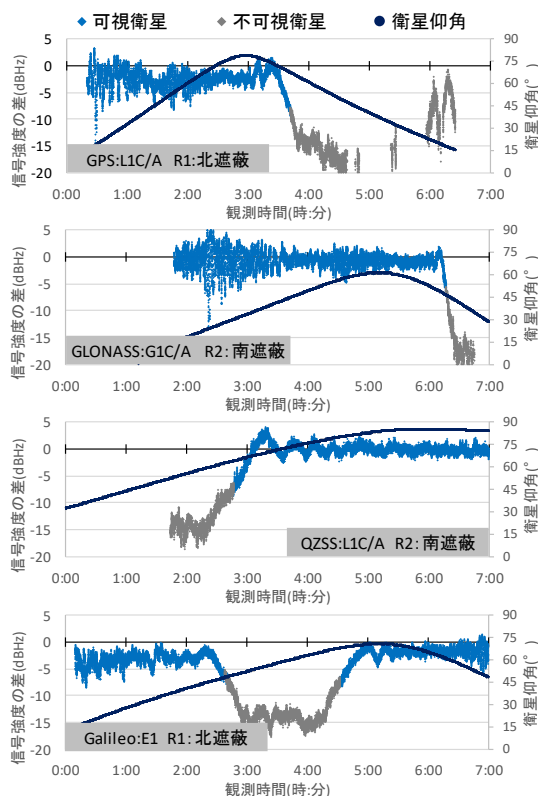 可視衛星 不可視衛星 衛星仰角
信号強度の差(dBHz)
5
0
-5
-10
-15
-20
GPS:L1C/A R1:北遮蔽
90
75
60
45
30
15
0
衛星仰角(°)
0:00 1:00 2:00 3:00 4:00 5:00 6:00 7:00
観測時間(時:分)
信号強度の差(dBHz)
5
0
-5
-10
-15
-20
GLONASS:G1C/A R2:南遮蔽
90
75
60
45
30
15
0
衛星仰角(°)
0:00 1:00 2:00 3:00 4:00 5:00 6:00 7:00
観測時間(時:分)
信号強度の差(dBHz)
5
0
-5
-10
-15
-20
QZSS:L1C/A R2:南遮蔽
90
75
60
45
30
15
0
衛星仰角(°)
0:00 1:00 2:00 3:00 4:00 5:00 6:00 7:00
観測時間(時:分)
信号強度の差(dBHz)
5
0
-5
-10
-15
-20
Galileo:E1 R1:北遮蔽
90
75
60
45
30
15
0
衛星仰角(°)
0:00 1:00 2:00 3:00 4:00 5:00 6:00 7:00
観測時間(時:分)